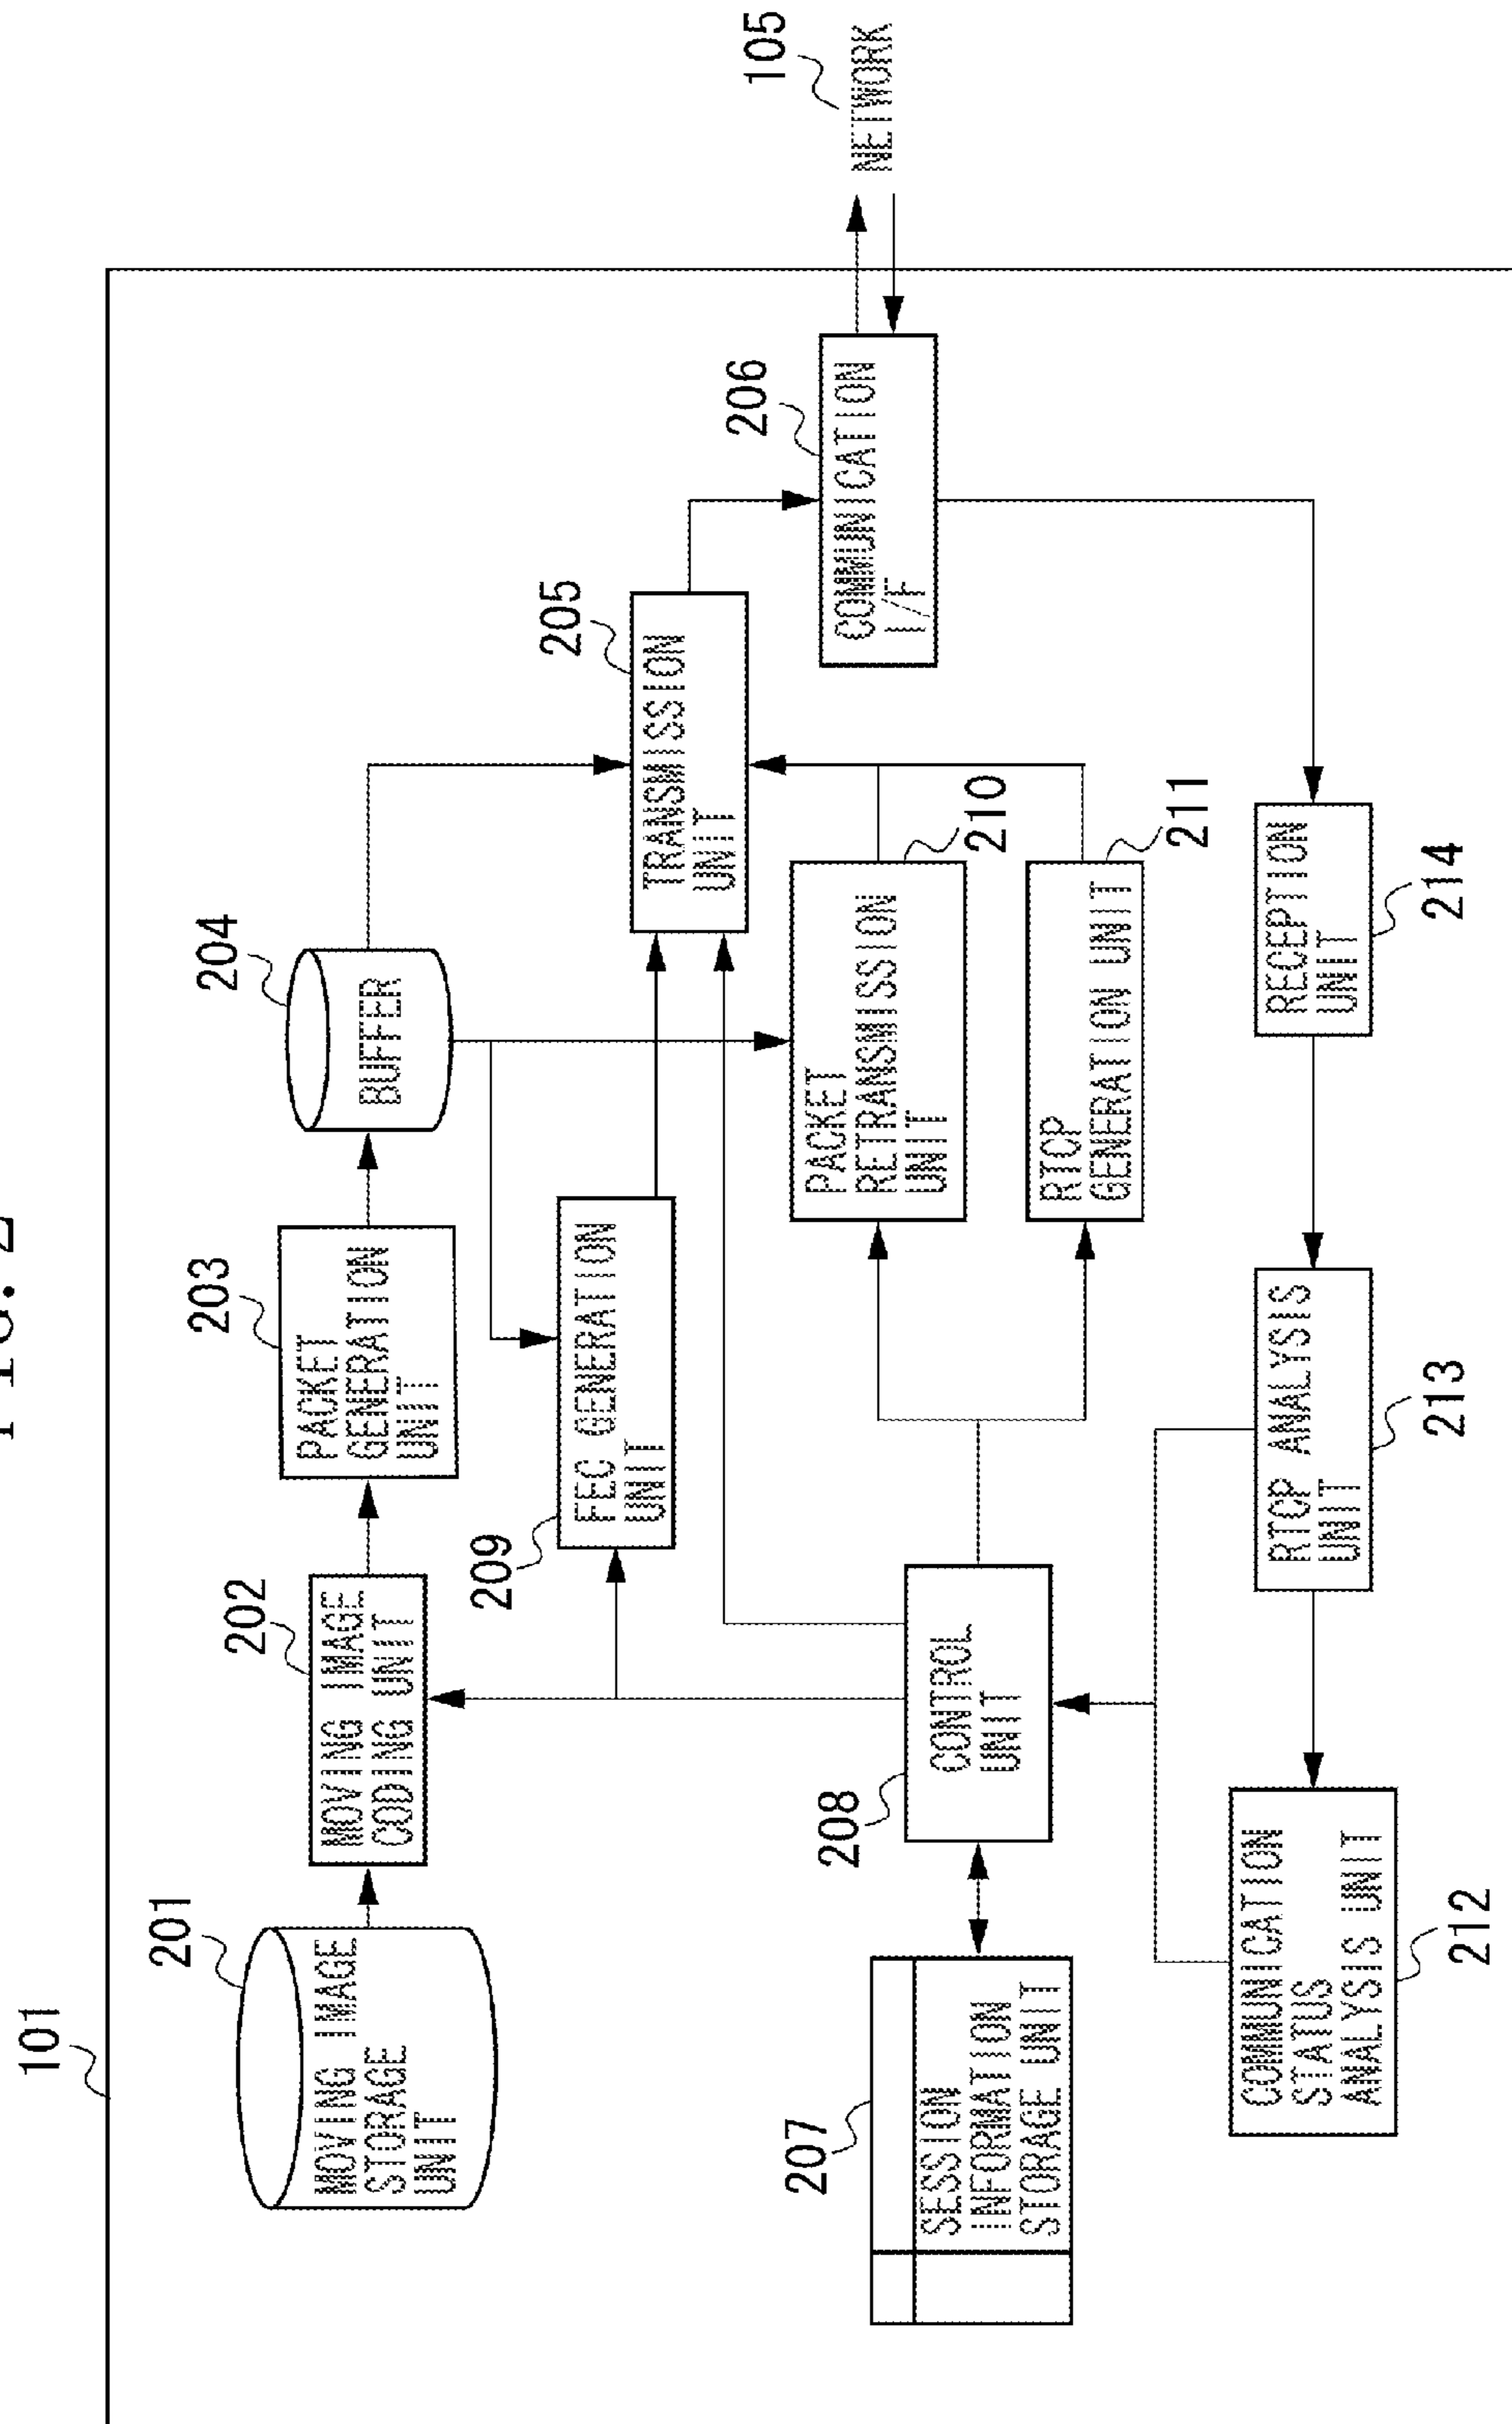 FIG. 2
101
201
MOVING IMAGE
STORAGE
UNIT
202
MOVING IMAGE
CODING UNIT
203
PACKET
GENERATION
UNIT
204
BUFFER
209
FEC GENERATION
UNIT
205
TRANSMISSION
UNIT
206
COMMUNICATION
I/F
105
NETWORK
207
SESSION
INFORMATION
STORAGE UNIT
208
CONTROL
UNIT
PACKET
RETRANSMISSION
UNIT
210
RTCP
GENERATION UNIT
211
COMMUNICATION
STATUS
ANALYSIS UNIT
212
RTCP ANALYSIS
UNIT
213
RECEPTION
UNIT
214